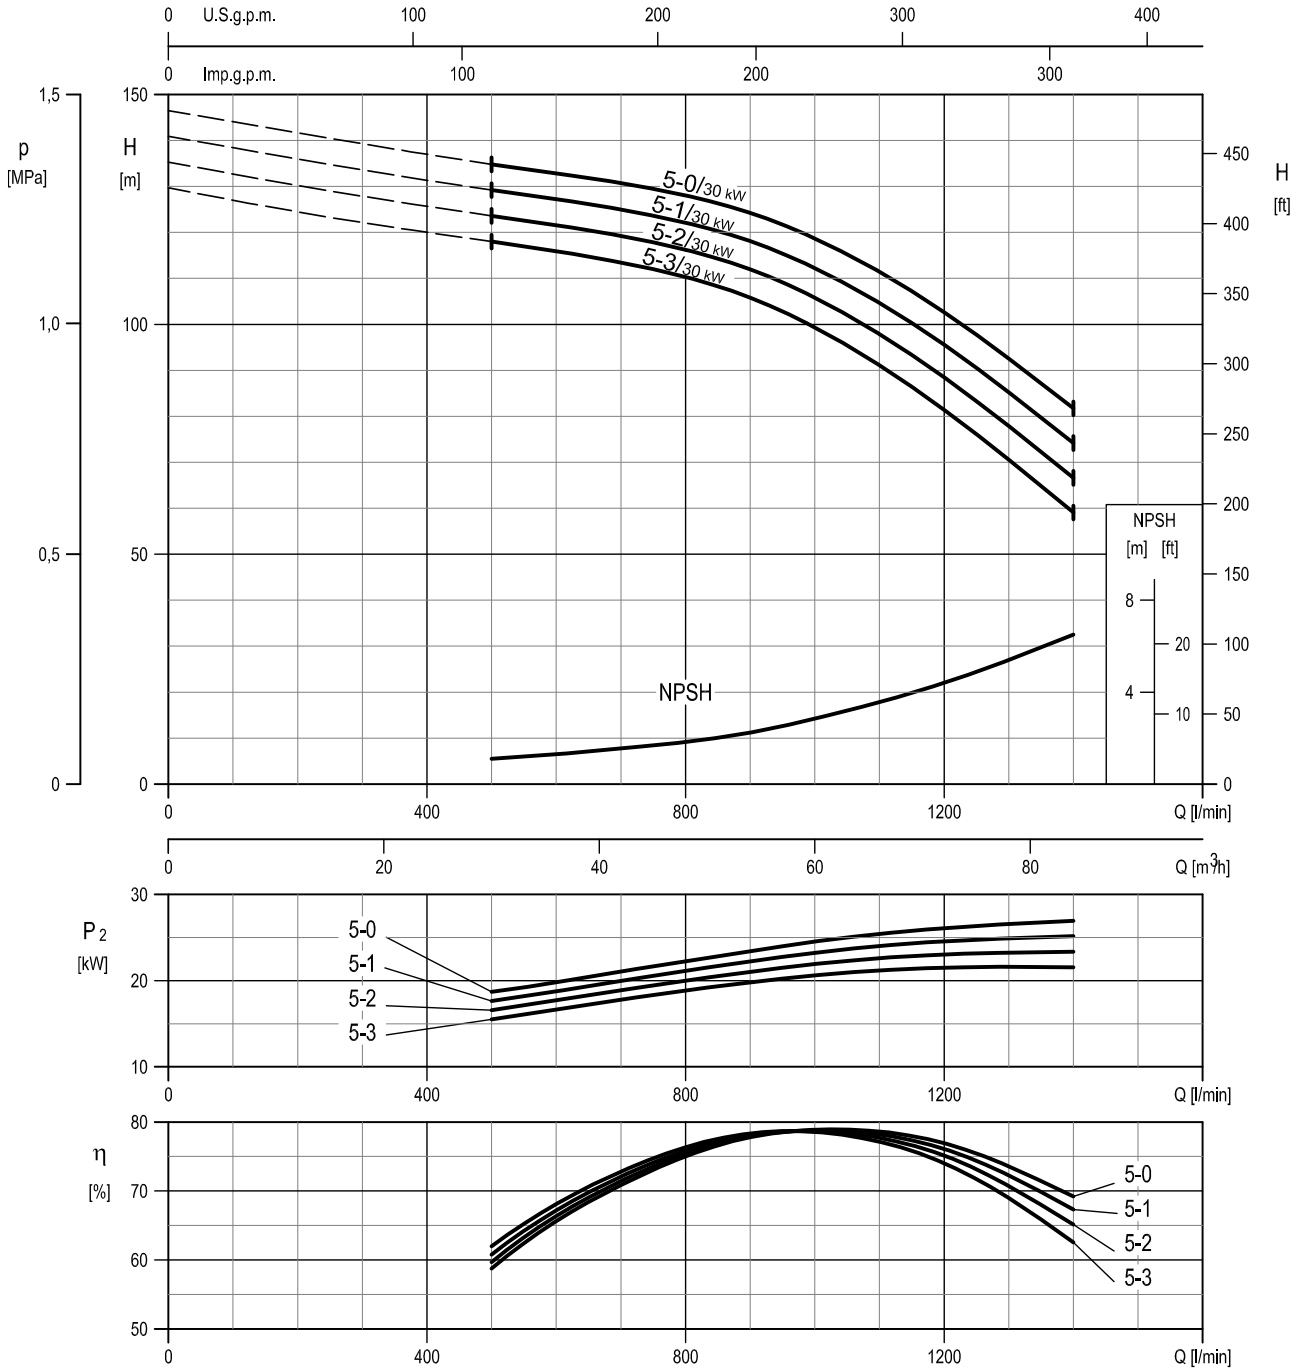 0 U.S.g.p.m. 100 200 300 400
0 Imp.g.p.m. 100 200 300
1,5 150
p H 450 H
[MPa] [m] [ft]
5-0/30 kW
5-1/30 kW
5-2/30 kW
5-3/30 kW
400
350
1,0 100
300
250
200
NPSH
[m] [ft]
0,5 50
150
8
20 100
NPSH 4
10 50
0 0 0
0 400 800 1200 Q [l/min]
0 20 40 60 80 Q [m³/h]
30
P2
[kW]
5-0
5-1
20
5-2
5-3
10
0 400 800 1200 Q [l/min]
80
η
[%]
70
5-0
5-1
5-2
60
5-3
50
0 400 800 1200 Q [l/min]